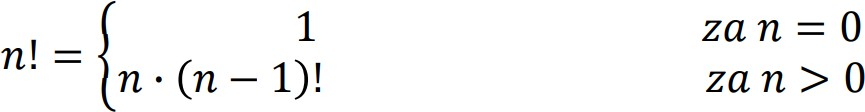 n! = { 1 za n = 0
n · (n − 1)! za n > 0